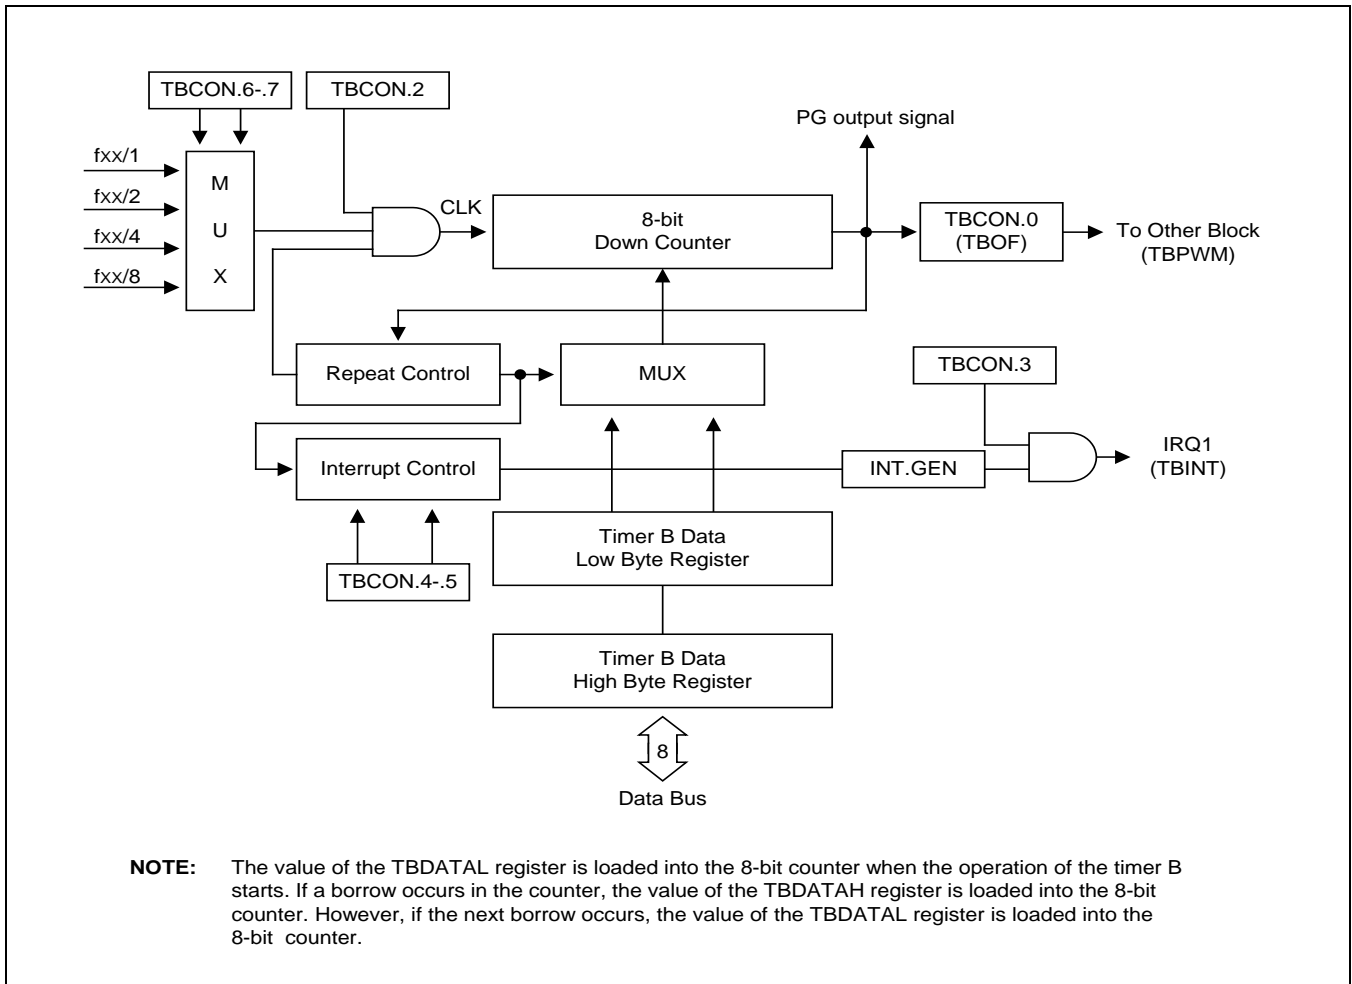 TBCON.6-.7
TBCON.2
PG output signal
fxx/1
fxx/2
fxx/4
fxx/8
M
U
X
CLK
8-bit
Down Counter
TBCON.0
(TBOF)
To Other Block
(TBPWM)
Repeat Control
MUX
TBCON.3
Interrupt Control
INT.GEN
IRQ1
(TBINT)
TBCON.4-.5
Timer B Data
Low Byte Register
Timer B Data
High Byte Register
8
Data Bus
NOTE: The value of the TBDATAL register is loaded into the 8-bit counter when the operation of the timer B
starts. If a borrow occurs in the counter, the value of the TBDATAH register is loaded into the 8-bit
counter. However, if the next borrow occurs, the value of the TBDATAL register is loaded into the
8-bit counter.